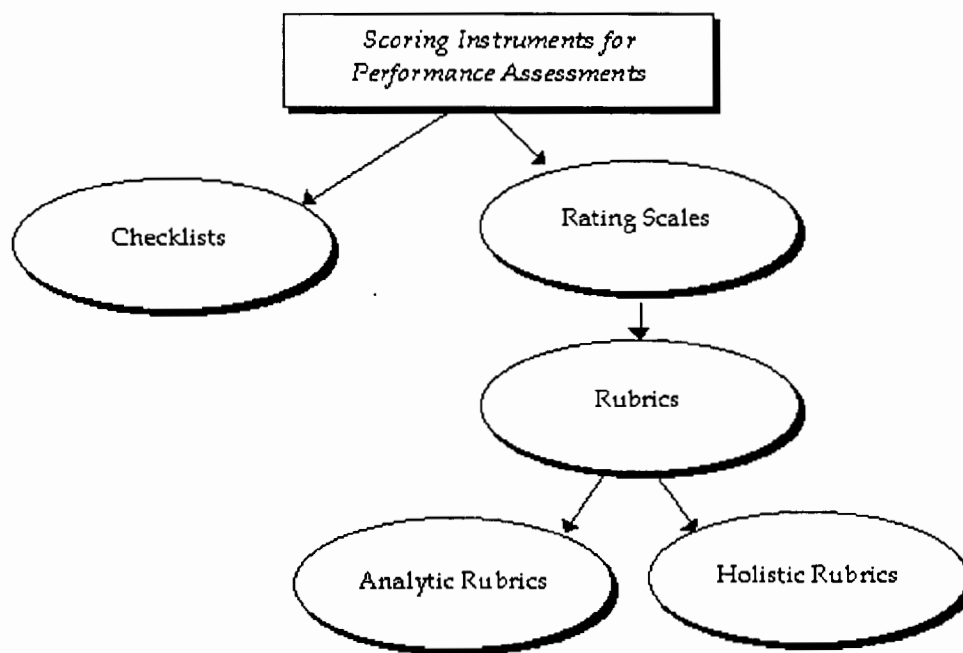 Scoring Instruments for
Performance Assessments
Checklists
Rating Scales
Rubrics
Analytic Rubrics
Holistic Rubrics